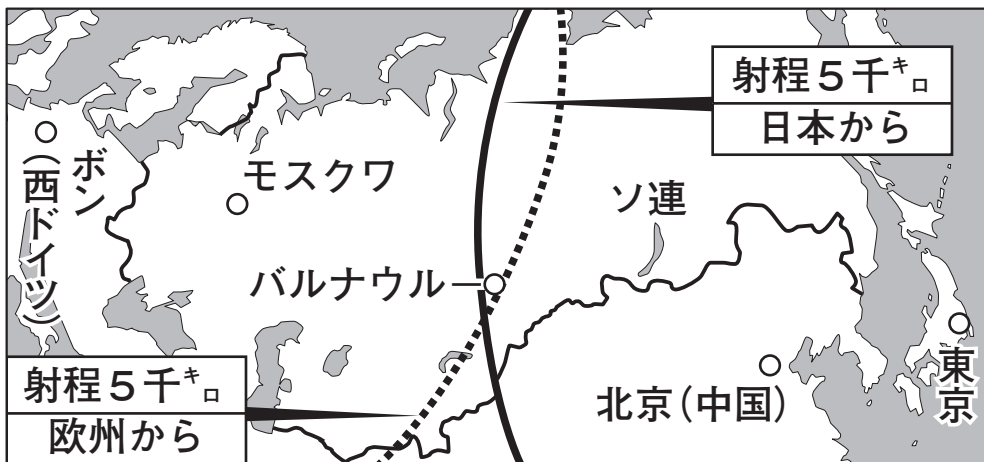 射程5千㌔
日本から
ボン
(西ドイツ)
モスクワ
ソ連
バルナウル
射程5千㌔
欧州から
北京(中国)
東京